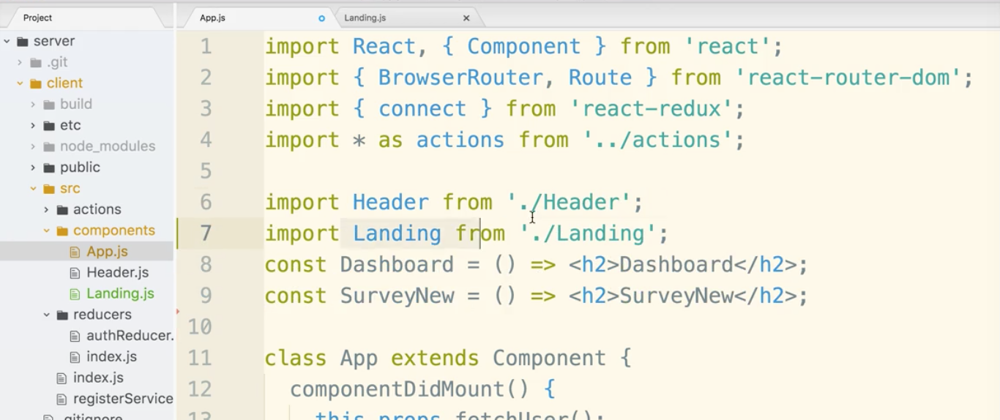 Project
App.js
Landing.js
server
.git
client
build
etc
node_modules
public
src
actions
components
App.js
Header.js
Landing.js
reducers
authReducer.
index.js
index.js
registerService
.gitignore
1 import React, { Component } from 'react';
2 import { BrowserRouter, Route } from 'react-router-dom';
3 import { connect } from 'react-redux';
4 import * as actions from '../actions';
5
6 import Header from './Header';
7 import Landing from './Landing';
8 const Dashboard = () => <h2>Dashboard</h2>;
9 const SurveyNew = () => <h2>SurveyNew</h2>;
10
11 class App extends Component {
12 componentDidMount() {
13 this.props.fetchUser();